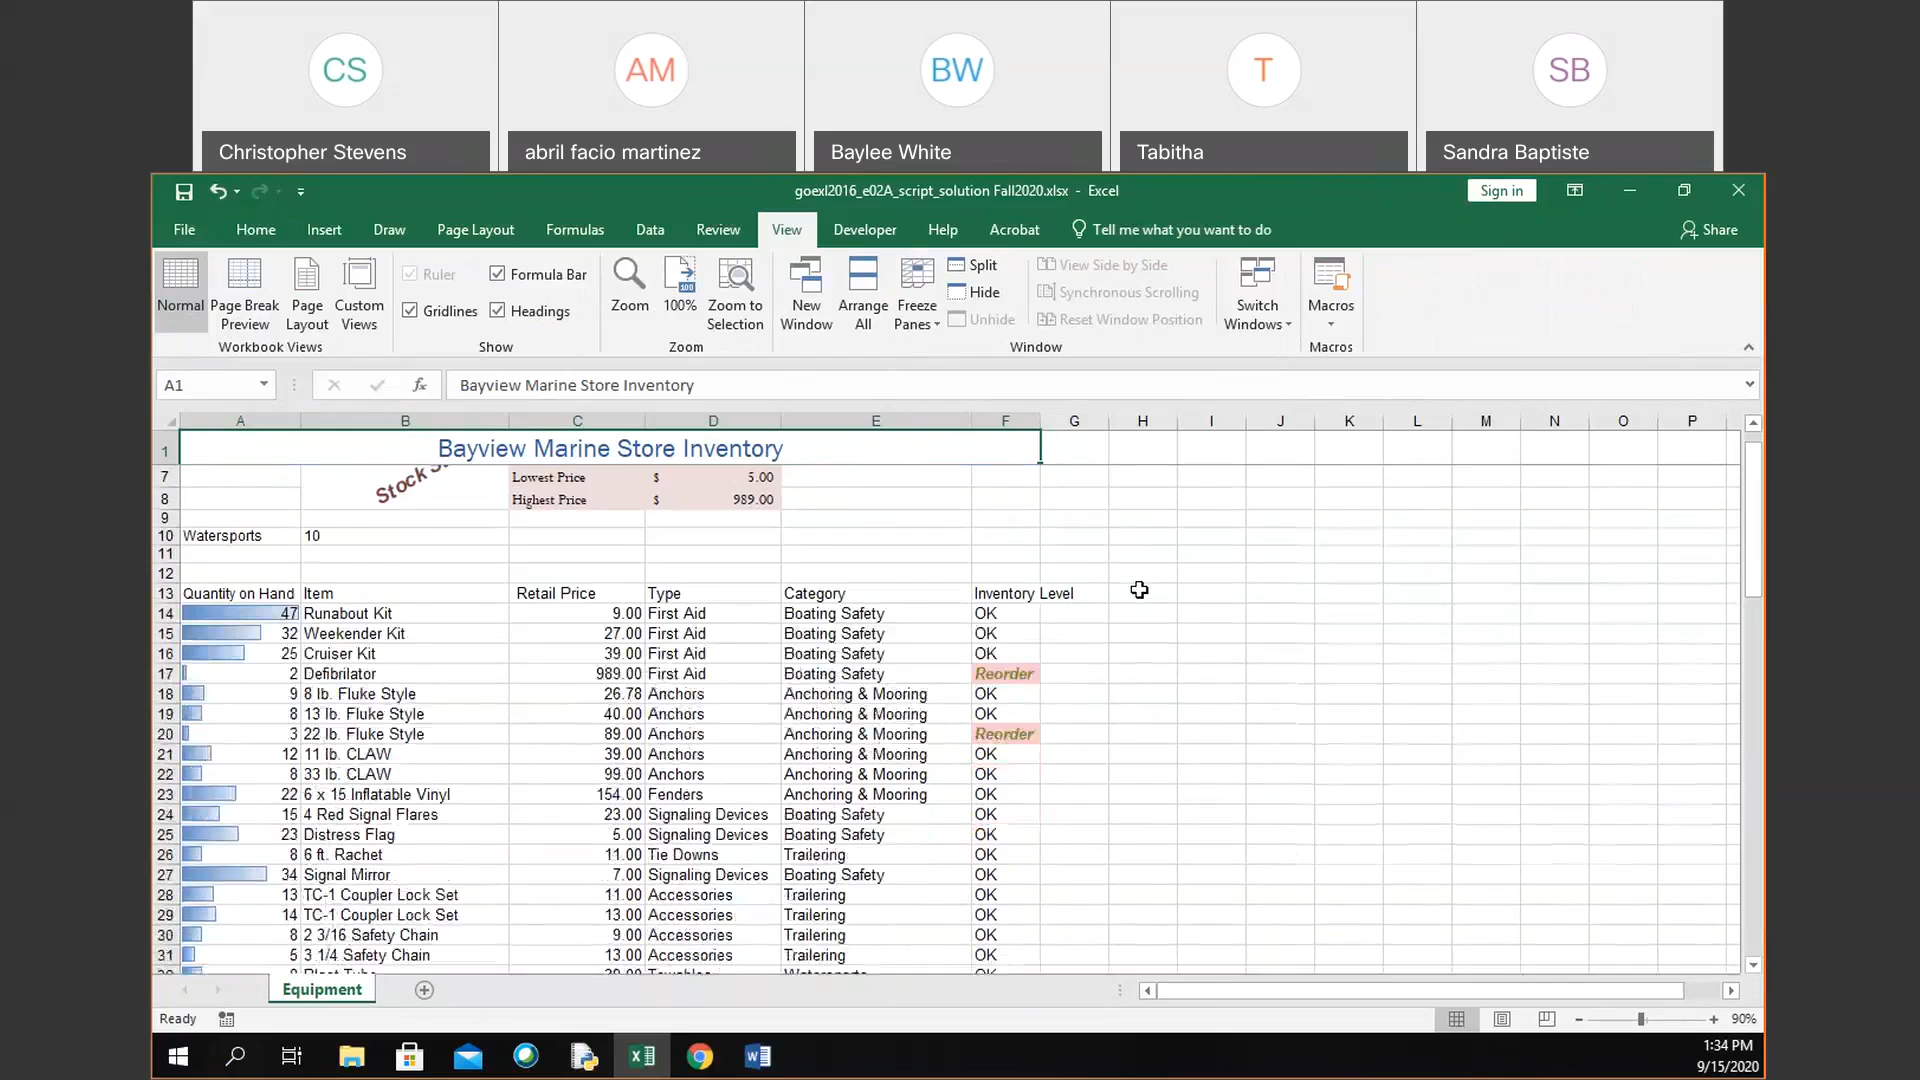 CS AM BW T SB
Christopher Stevens abril facio martinez Baylee White Tabitha Sandra Baptiste
goexl2016_e02A_script_solution Fall2020.xlsx - Excel Sign in
File Home Insert Draw Page Layout Formulas Data Review View Developer Help Acrobat Tell me what you want to do Share
Normal Page Break Preview Page Layout Custom Views
Workbook Views
Ruler Formula Bar
Gridlines Headings
Show
Zoom 100% Zoom to Selection
Zoom
New Window Arrange All Freeze Panes
Split
Hide
Unhide
View Side by Side
Synchronous Scrolling
Reset Window Position
Switch Windows
Window
Macros
Macros
A1 fx Bayview Marine Store Inventory
A B C D E F G H I J K L M N O P
1 Bayview Marine Store Inventory
7 Stock Lowest Price $ 5.00
8 Highest Price $ 989.00
9
10 Watersports 10
11
12
13 Quantity on Hand Item Retail Price Type Category Inventory Level
14 47 Runabout Kit 9.00 First Aid Boating Safety OK
15 32 Weekender Kit 27.00 First Aid Boating Safety OK
16 25 Cruiser Kit 39.00 First Aid Boating Safety OK
17 2 Defibrilator 989.00 First Aid Boating Safety Reorder
18 9 8 lb. Fluke Style 26.78 Anchors Anchoring & Mooring OK
19 8 13 lb. Fluke Style 40.00 Anchors Anchoring & Mooring OK
20 3 22 lb. Fluke Style 89.00 Anchors Anchoring & Mooring Reorder
21 12 11 lb. CLAW 39.00 Anchors Anchoring & Mooring OK
22 8 33 lb. CLAW 99.00 Anchors Anchoring & Mooring OK
23 22 6 x 15 Inflatable Vinyl 154.00 Fenders Anchoring & Mooring OK
24 15 4 Red Signal Flares 23.00 Signaling Devices Boating Safety OK
25 23 Distress Flag 5.00 Signaling Devices Boating Safety OK
26 8 6 ft. Rachet 11.00 Tie Downs Trailering OK
27 34 Signal Mirror 7.00 Signaling Devices Boating Safety OK
28 13 TC-1 Coupler Lock Set 11.00 Accessories Trailering OK
29 14 TC-1 Coupler Lock Set 13.00 Accessories Trailering OK
30 8 2 3/16 Safety Chain 9.00 Accessories Trailering OK
31 5 3 1/4 Safety Chain 13.00 Accessories Trailering OK
Equipment
Ready 90%
1:34 PM
9/15/2020